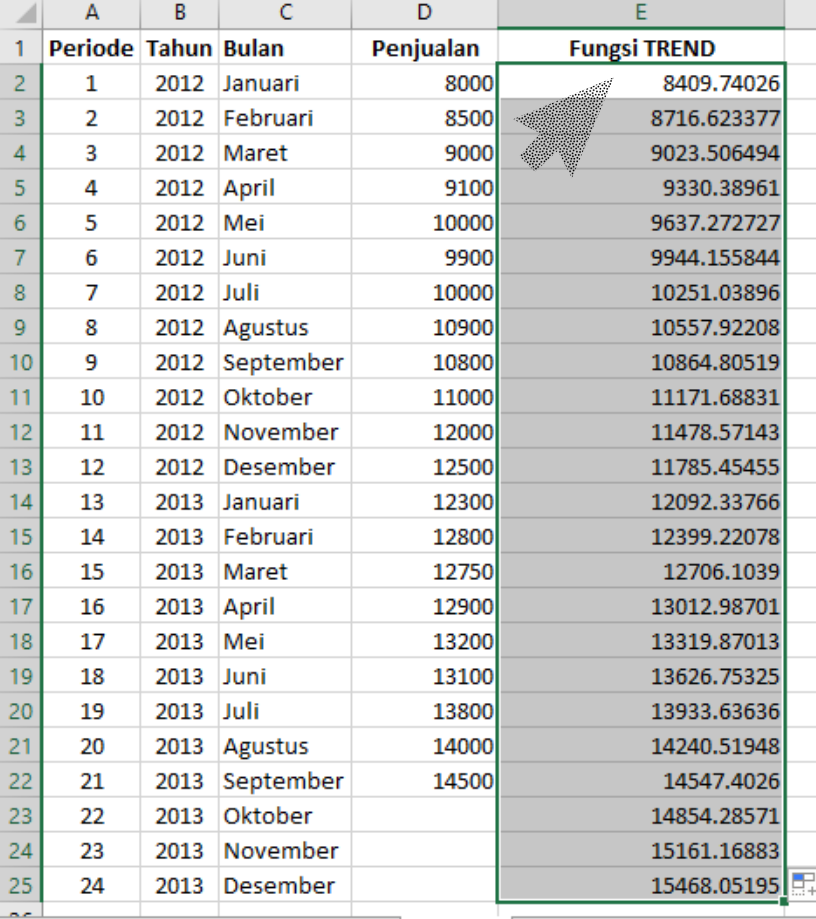 A B C D E
1 Periode Tahun Bulan Penjualan Fungsi TREND
2 1 2012 Januari 8000 8409.74026
3 2 2012 Februari 8500 8716.623377
4 3 2012 Maret 9000 9023.506494
5 4 2012 April 9100 9330.38961
6 5 2012 Mei 10000 9637.272727
7 6 2012 Juni 9900 9944.155844
8 7 2012 Juli 10000 10251.03896
9 8 2012 Agustus 10900 10557.92208
10 9 2012 September 10800 10864.80519
11 10 2012 Oktober 11000 11171.68831
12 11 2012 November 12000 11478.57143
13 12 2012 Desember 12500 11785.45455
14 13 2013 Januari 12300 12092.33766
15 14 2013 Februari 12800 12399.22078
16 15 2013 Maret 12750 12706.1039
17 16 2013 April 12900 13012.98701
18 17 2013 Mei 13200 13319.87013
19 18 2013 Juni 13100 13626.75325
20 19 2013 Juli 13800 13933.63636
21 20 2013 Agustus 14000 14240.51948
22 21 2013 September 14500 14547.4026
23 22 2013 Oktober 14854.28571
24 23 2013 November 15161.16883
25 24 2013 Desember 15468.05195